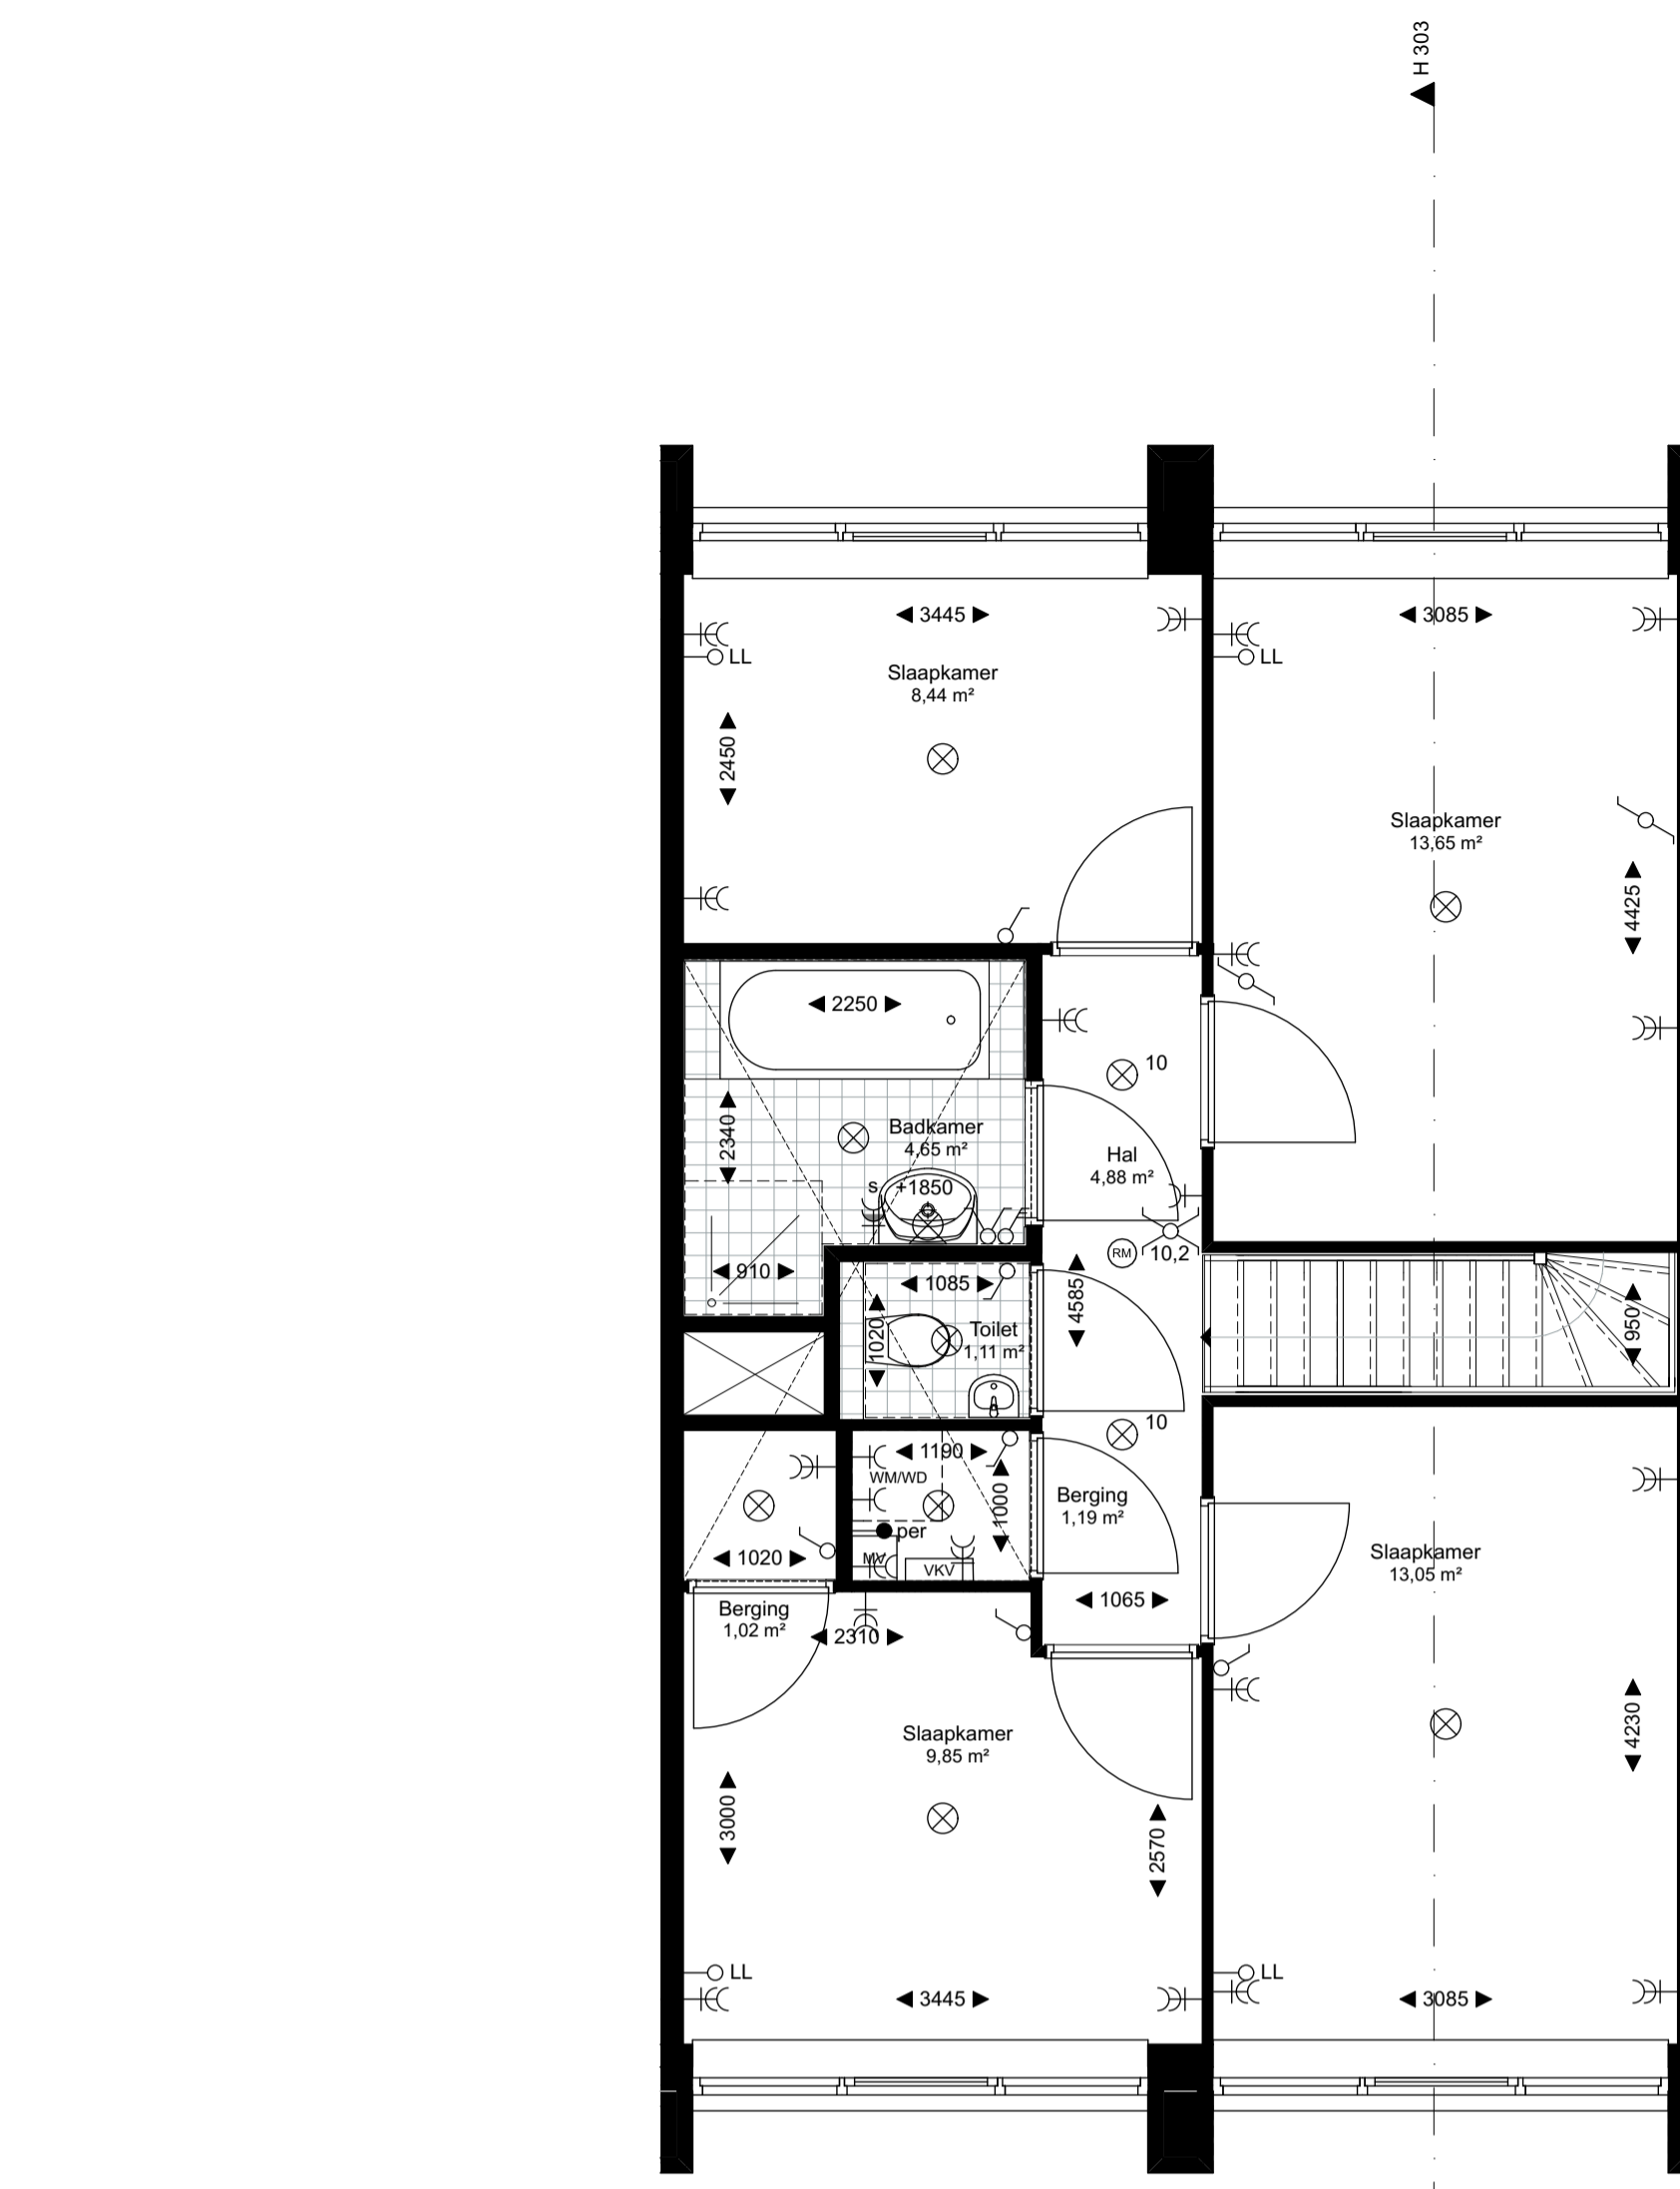 H 303
3445
3085
LL
LL
Slaapkamer
8,44 m²
2450
Slaapkamer
13,65 m²
4425
2250
10
2340
Badkamer
4,65 m²
Hal
4,88 m²
s
+1850
RM
10,2
910
1085
4585
950
1020
Toilet
1,11 m²
10
1190
WM/WD
1000
Berging
1,19 m²
per
MV
VKV
1020
Slaapkamer
13,05 m²
1065
Berging
1,02 m²
2310
4230
Slaapkamer
9,85 m²
3000
2570
LL
LL
3445
3085